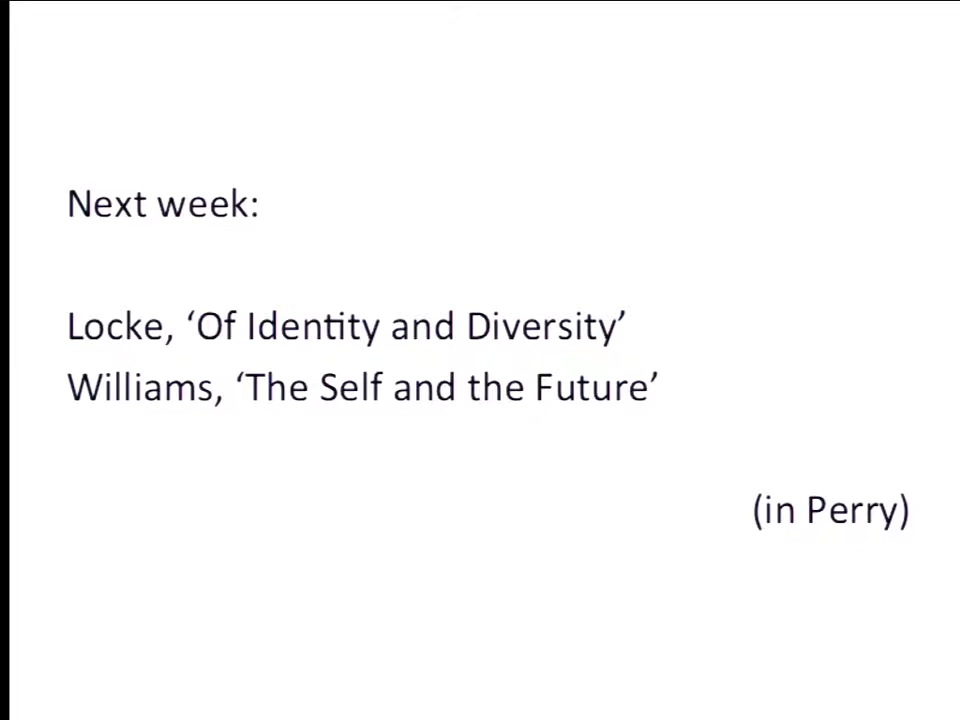 Next week:
Locke, ‘Of Identity and Diversity’
Williams, ‘The Self and the Future’
(in Perry)